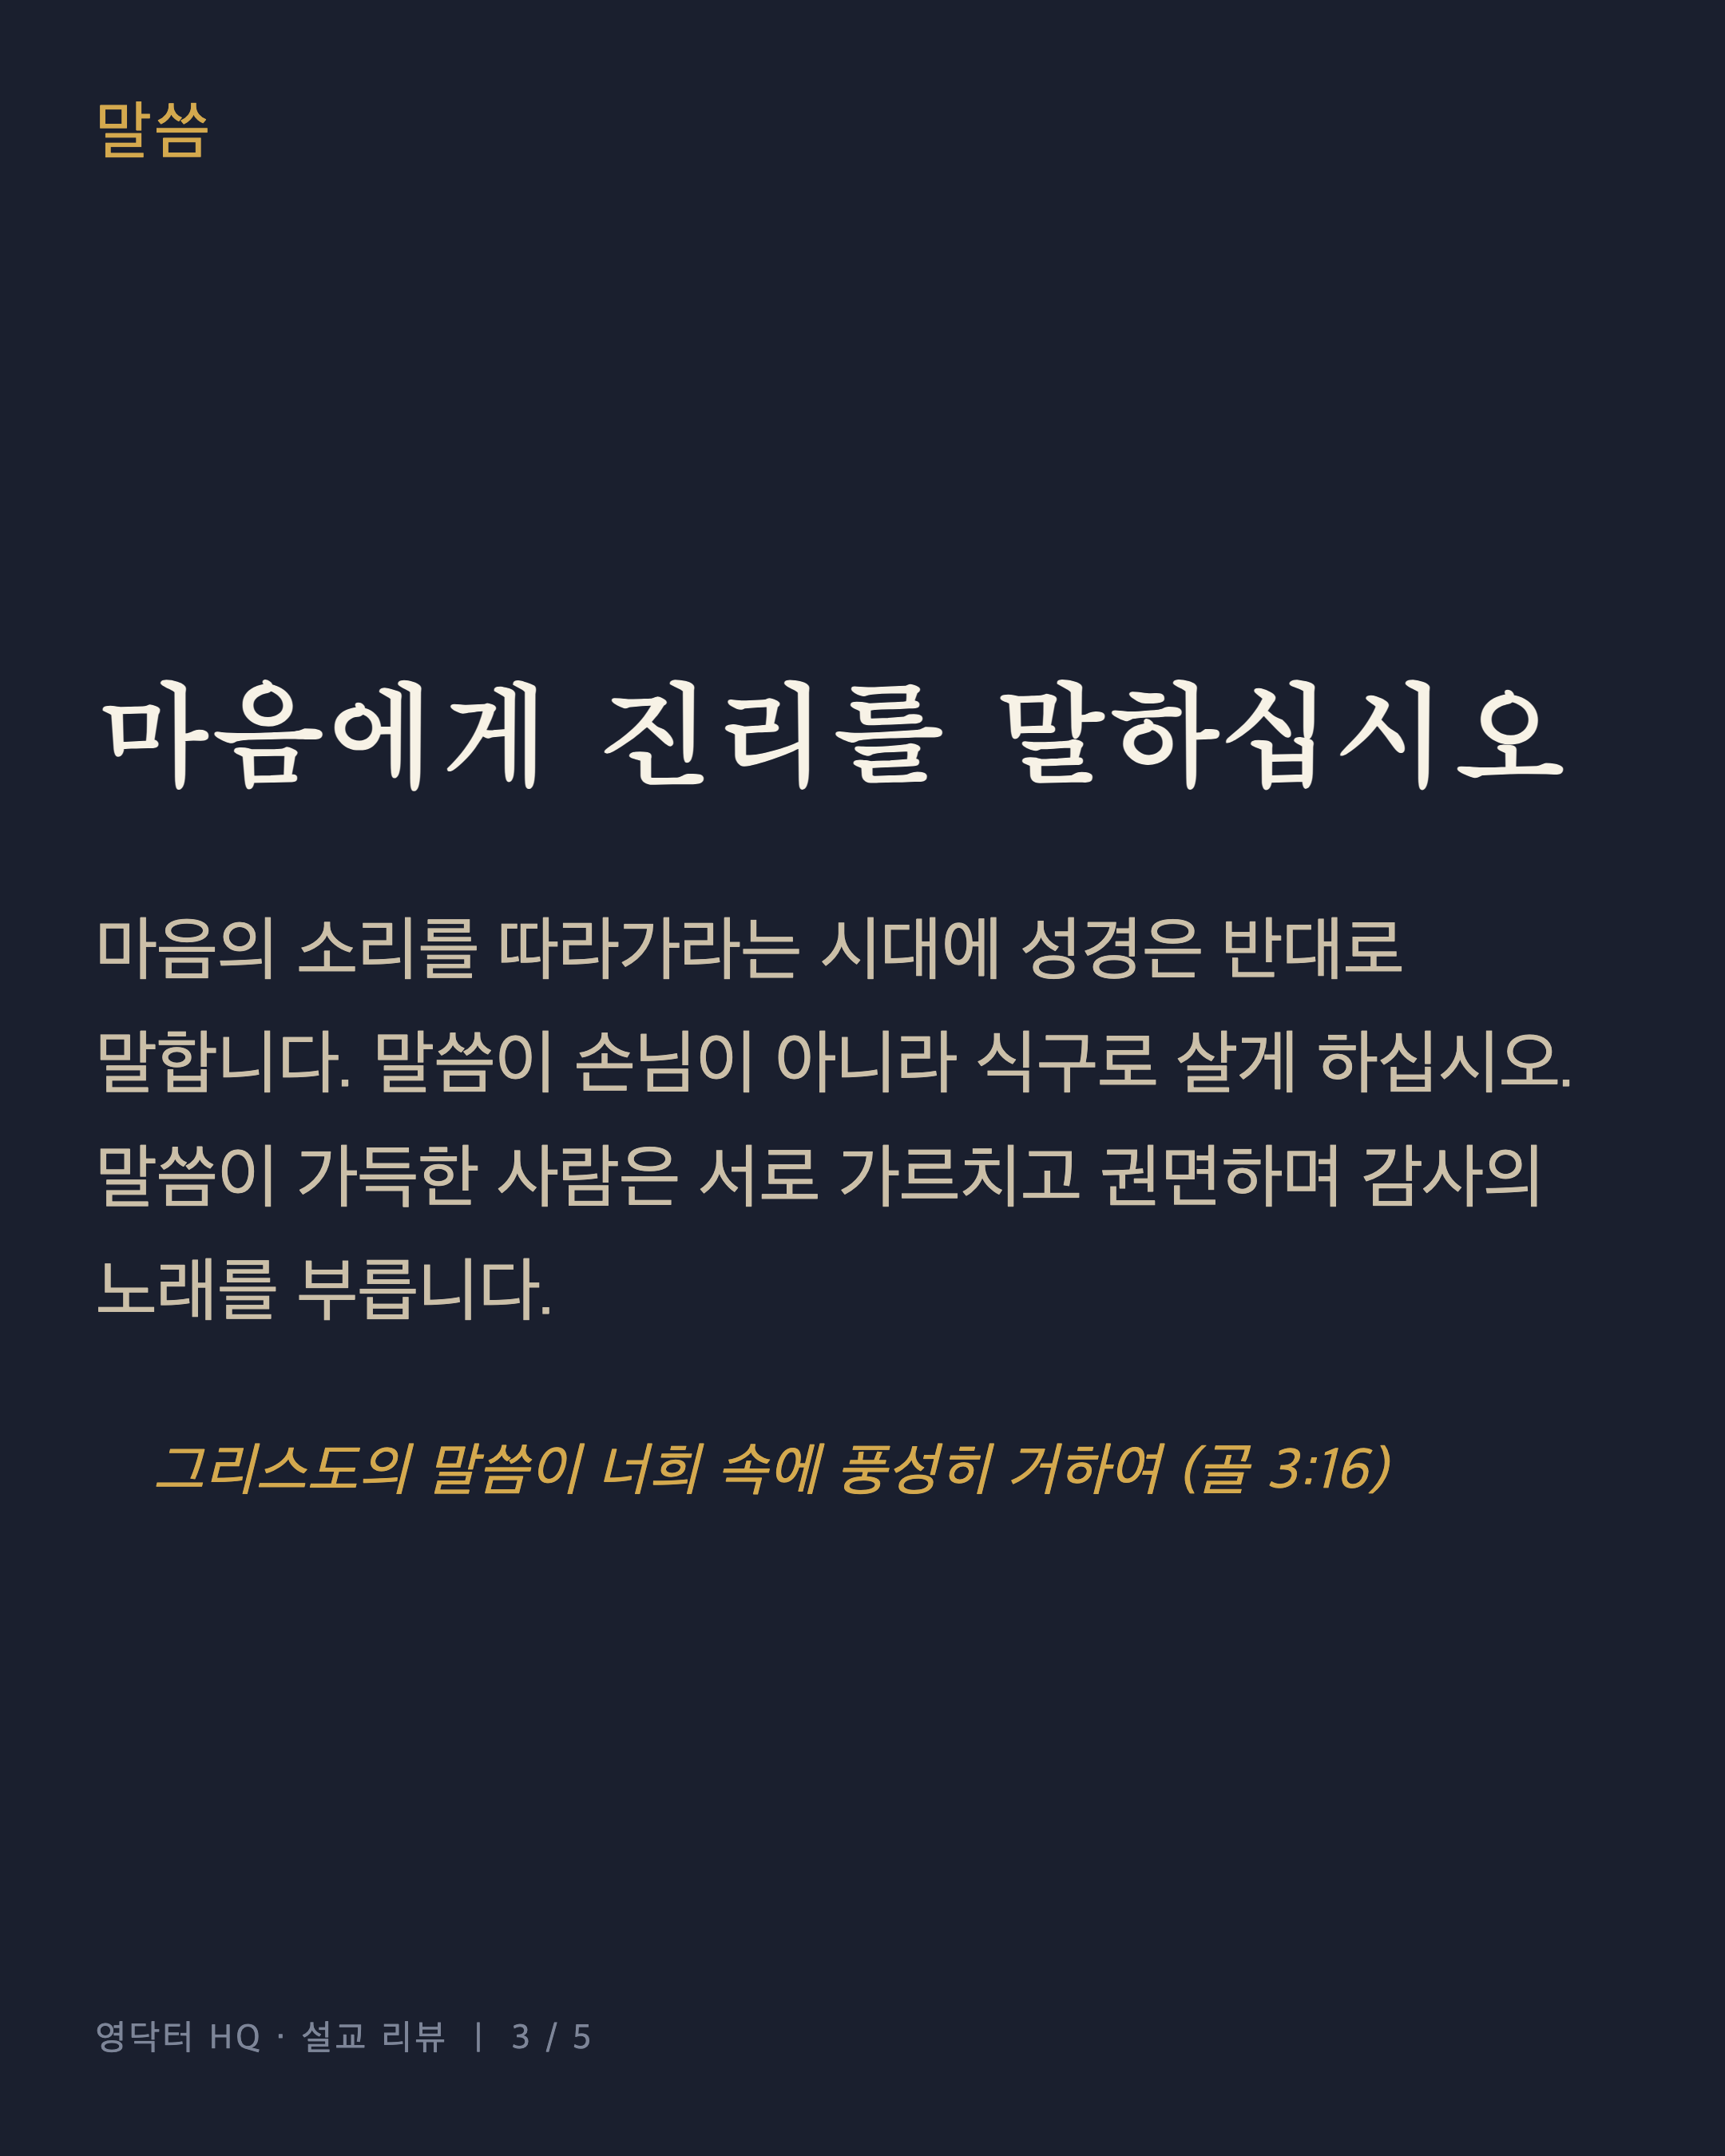 말씀
마음에게 진리를 말하십시오
마음의 소리를 따라가라는 시대에 성경은 반대로
말합니다. 말씀이 손님이 아니라 식구로 살게 하십시오.
말씀이 가득한 사람은 서로 가르치고 권면하며 감사의
노래를 부릅니다.
그리스도의 말씀이 너희 속에 풍성히 거하여 (골 3:16)
영닥터 HQ · 설교 리뷰 | 3 / 5